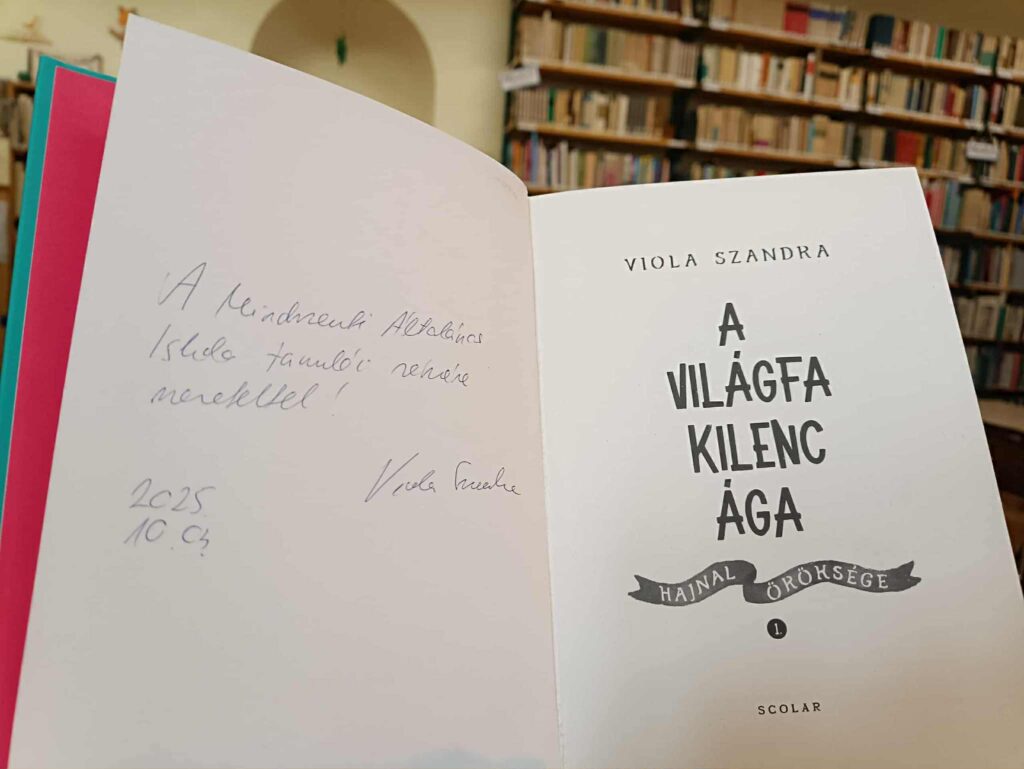 A Mindszenti Általános
Iskola tanulói részére
szeretettel!
Viola Szandra
2025.
10.03.
VIOLA SZANDRA
A
VILÁGFA
KILENC
ÁGA
HAJNAL ÖRÖKSÉGE
1.
SCOLAR